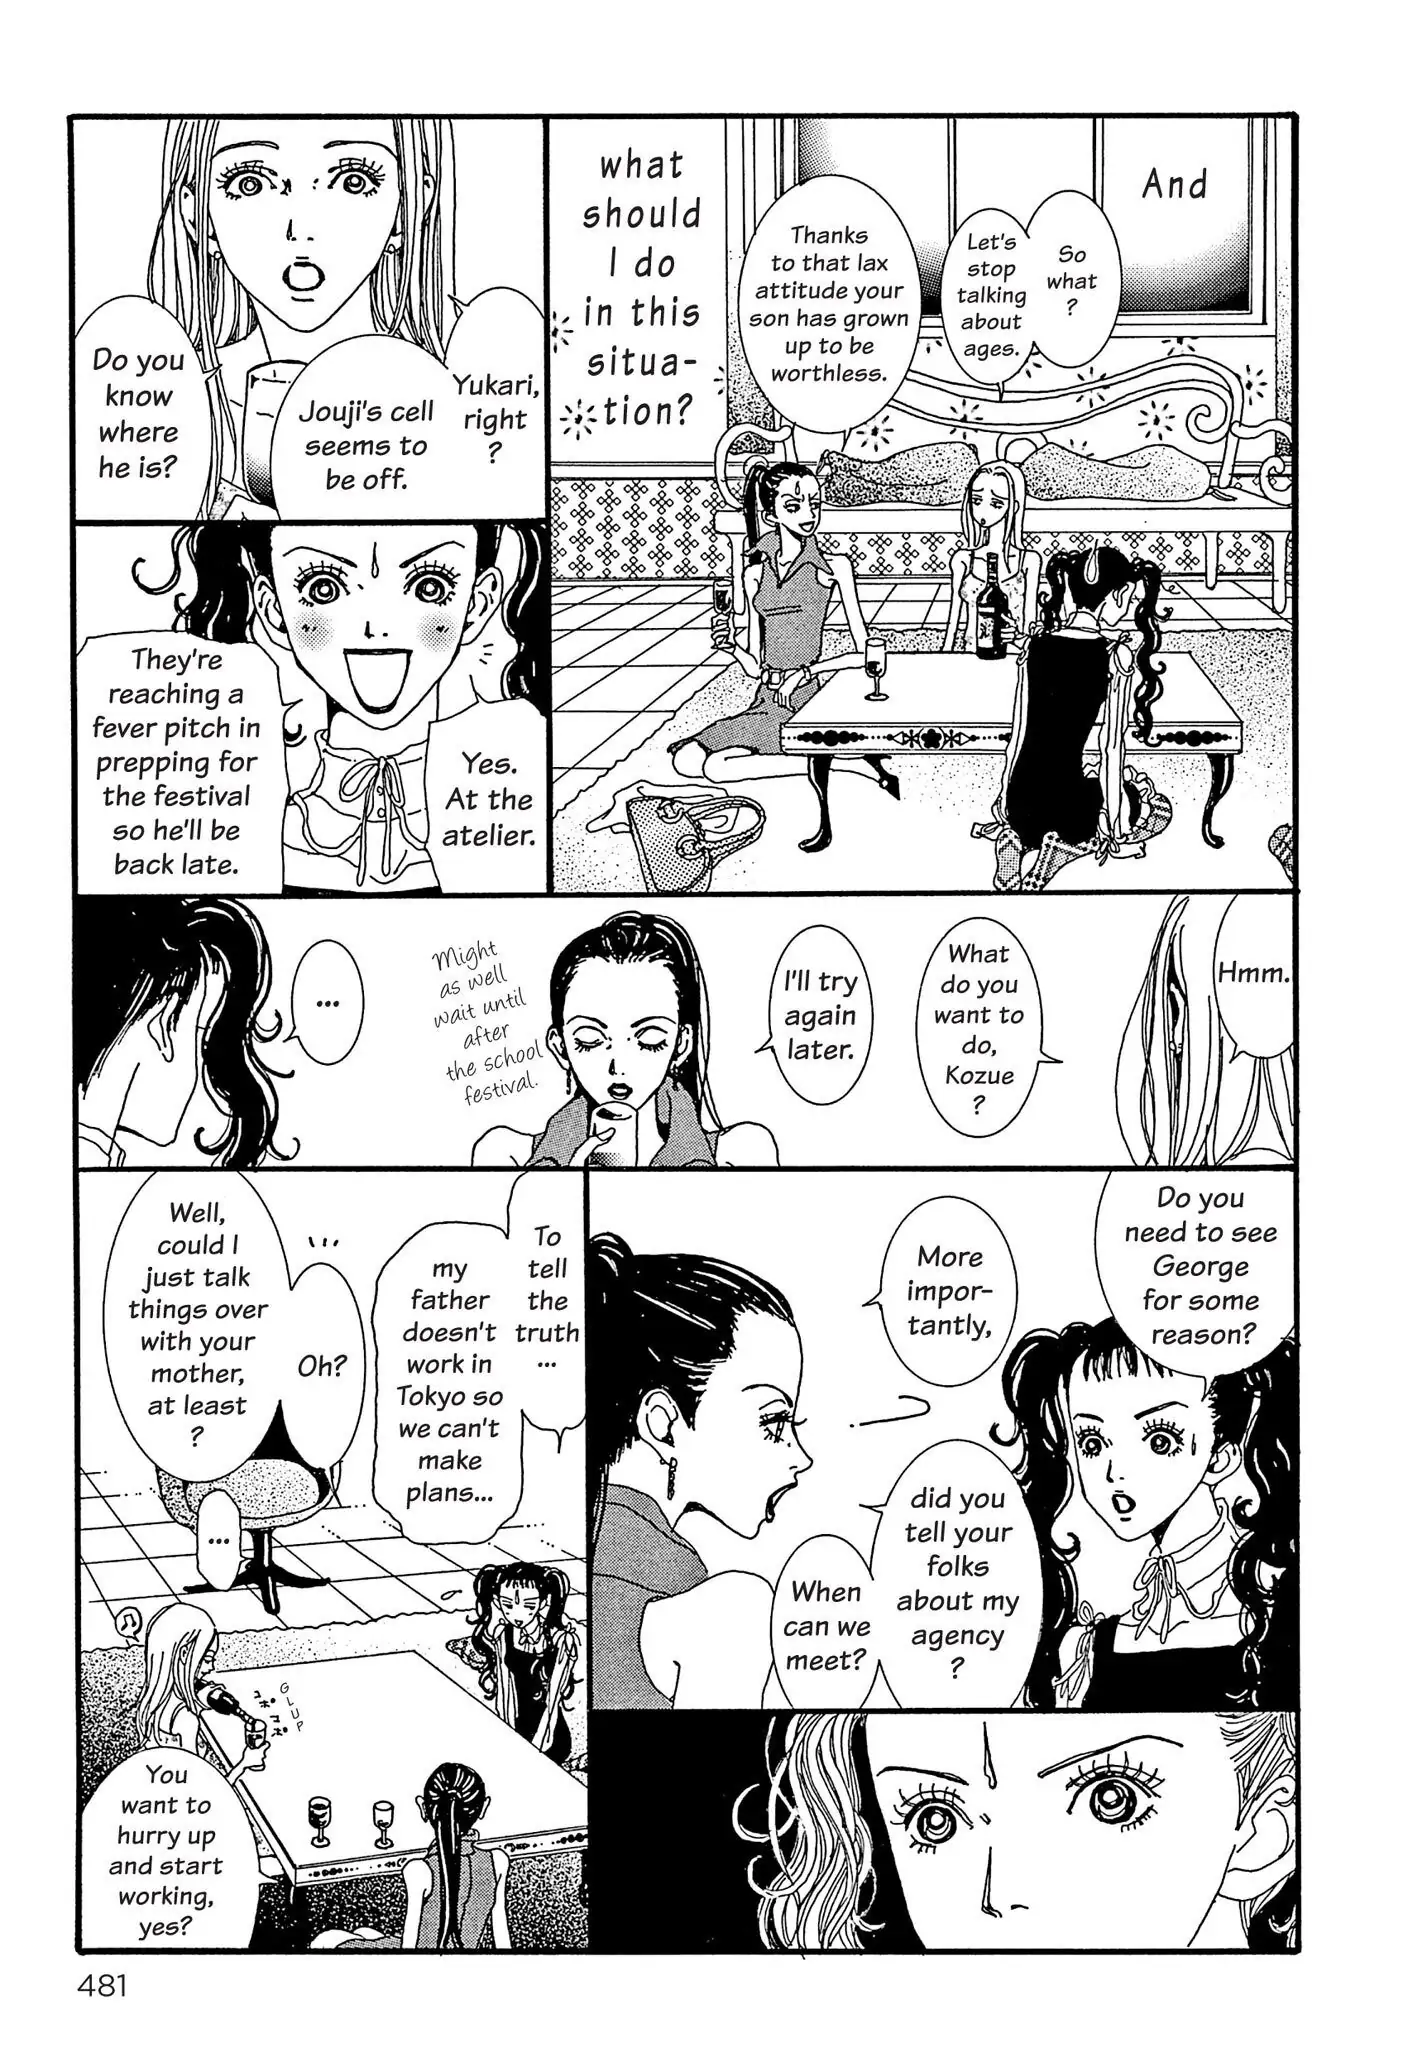 And
So
what
?
Let's
stop
talking
about
ages.
Thanks
to that lax
attitude your
son has grown
up to be
worthless.
what
should
I do
in this
situa-
tion?
Yukari,
right
?
Jouji's cell
seems to
be off.
Do you
know
where
he is?
Yes.
At the
atelier.
They're
reaching a
fever pitch in
prepping for
the festival
so he'll be
back late.
Hmm.
What
do you
want to
do,
Kozue
?
I'll try
again
later.
Might
as well
wait until
after
the school
festival.
...
Do you
need to see
George
for some
reason?
More
impor-
tantly,
did you
tell your
folks
about my
agency
?
When
can we
meet?
To
tell
the
truth
...
my
father
doesn't
work in
Tokyo so
we can't
make
plans...
Oh?
Well,
could I
just talk
things over
with your
mother,
at least
?
...
GLUP
コポコポ
You
want to
hurry up
and start
working,
yes?
481